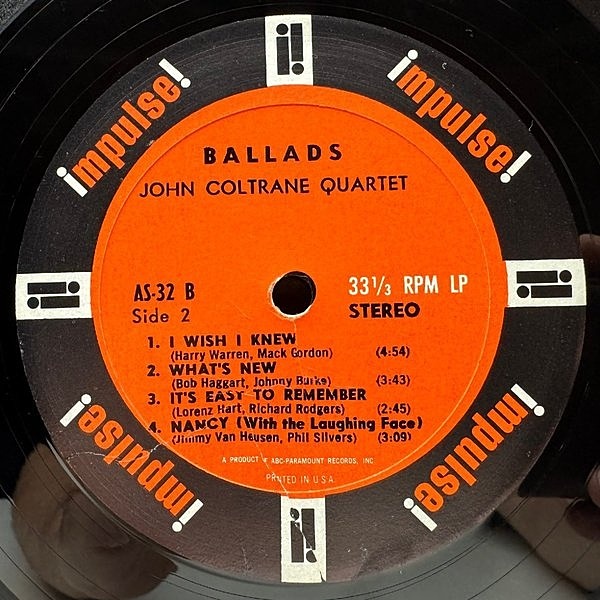 impulse!
impulse!
BALLADS
JOHN COLTRANE QUARTET
AS-32 B
Side 2
33 1/3 RPM LP
STEREO
1. I WISH I KNEW
(Harry Warren, Mack Gordon) (4:54)
2. WHAT'S NEW
(Bob Haggart, Johnny Burke) (3:43)
3. IT'S EASY TO REMEMBER
(Lorenz Hart, Richard Rodgers) (2:45)
4. NANCY (With the Laughing Face)
(Jimmy Van Heusen, Phil Silvers) (3:09)
A PRODUCT OF ABC-PARAMOUNT RECORDS, INC.
PRINTED IN U.S.A.
impulse!
impulse!